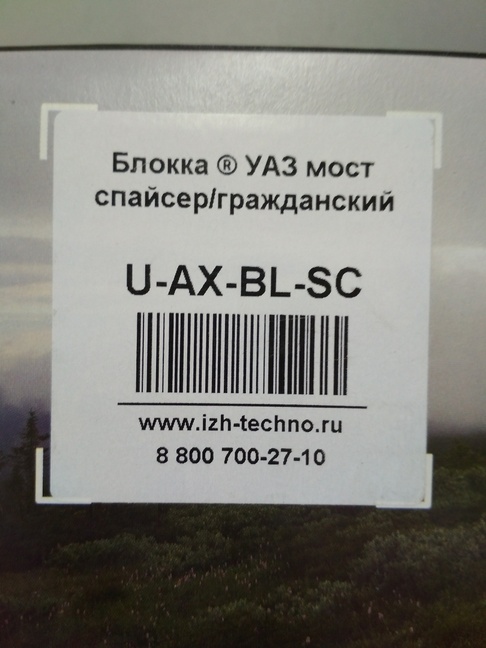 Блокка ® УАЗ мост
спайсер/гражданский
U-AX-BL-SC
www.izh-techno.ru
8 800 700-27-10